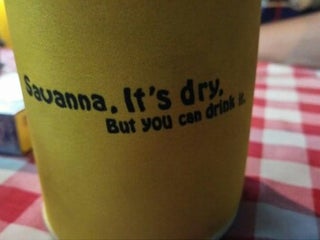 Savanna. It's dry.
But you can drink it.